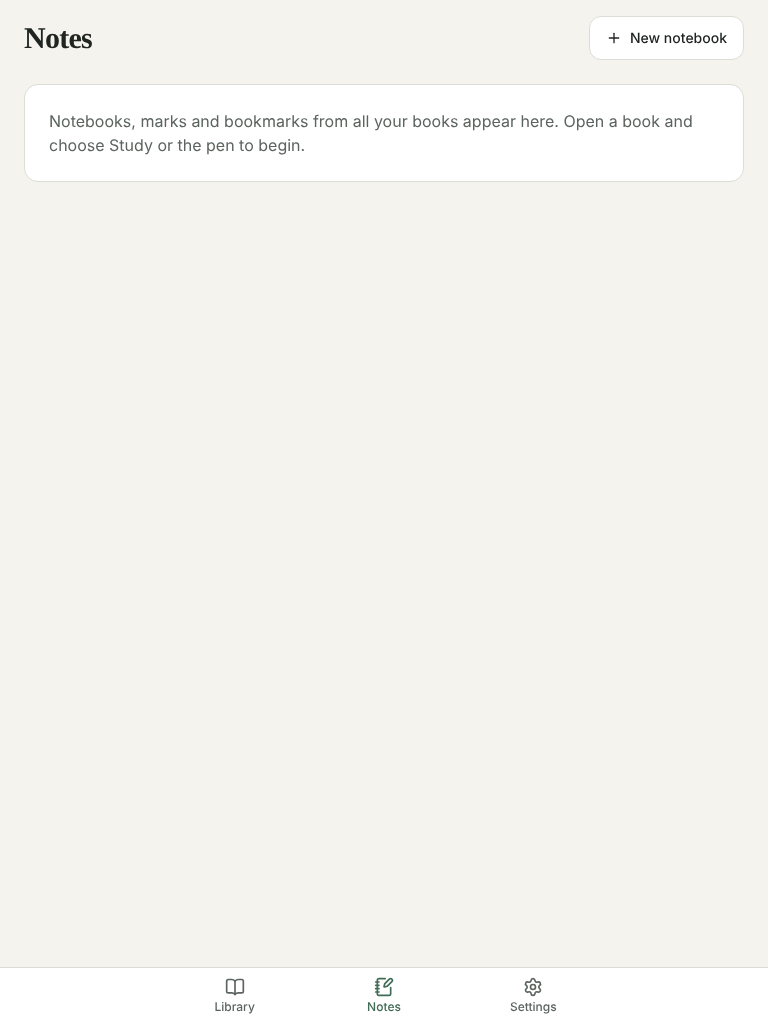 Notes
New notebook
Notebooks, marks and bookmarks from all your books appear here. Open a book and
choose Study or the pen to begin.
Library
Notes
Settings